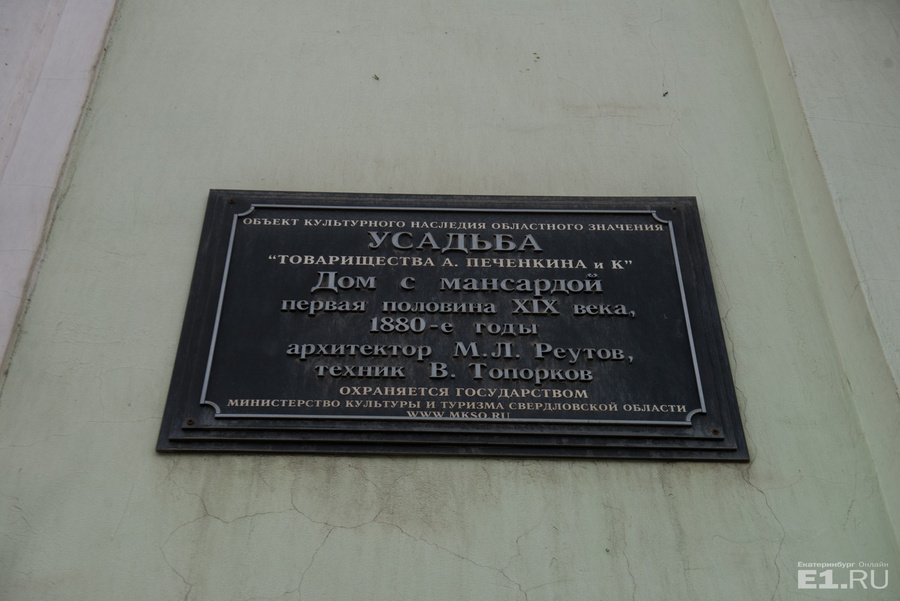 ОБЪЕКТ КУЛЬТУРНОГО НАСЛЕДИЯ ОБЛАСТНОГО ЗНАЧЕНИЯ
УСАДЬБА
"ТОВАРИЩЕСТВА А. ПЕЧЕНКИНА и К"
Дом с мансардой
первая половина XIX века,
1880-е годы
архитектор М.Л. Реутов,
техник В. Топорков
ОХРАНЯЕТСЯ ГОСУДАРСТВОМ
МИНИСТЕРСТВО КУЛЬТУРЫ И ТУРИЗМА СВЕРДЛОВСКОЙ ОБЛАСТИ
WWW.MKSO.RU
Екатеринбург Онлайн
E1.RU